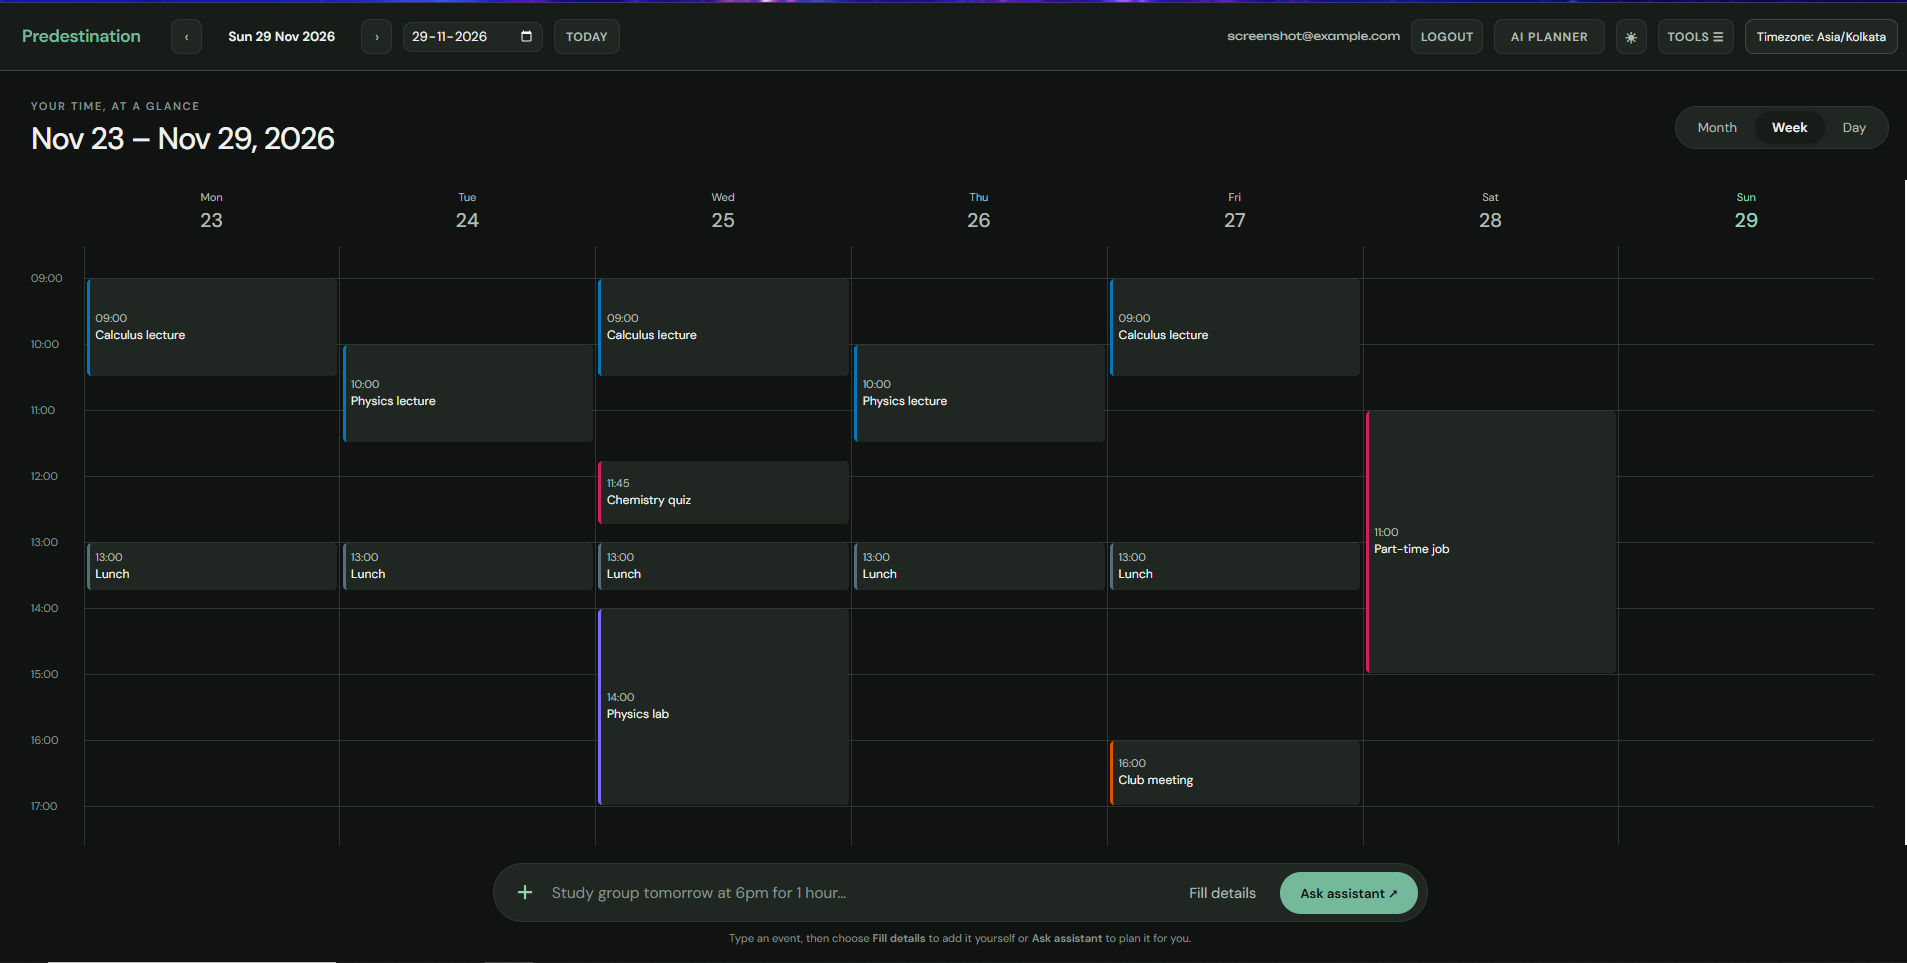 Predestination
‹
Sun 29 Nov 2026
›
29-11-2026
TODAY
screenshot@example.com
LOGOUT
AI PLANNER
TOOLS ☰
Timezone: Asia/Kolkata
YOUR TIME, AT A GLANCE
Nov 23 – Nov 29, 2026
Month Week Day
Mon Tue Wed Thu Fri Sat Sun
23 24 25 26 27 28 29
09:00
09:00
Calculus lecture
09:00
Calculus lecture
09:00
Calculus lecture
10:00
10:00
Physics lecture
10:00
Physics lecture
11:00
11:00
Part-time job
12:00
11:45
Chemistry quiz
13:00
13:00
Lunch
13:00
Lunch
13:00
Lunch
13:00
Lunch
13:00
Lunch
14:00
14:00
Physics lab
15:00
16:00
16:00
Club meeting
17:00
+ Study group tomorrow at 6pm for 1 hour...
Fill details
Ask assistant ↗
Type an event, then choose Fill details to add it yourself or Ask assistant to plan it for you.